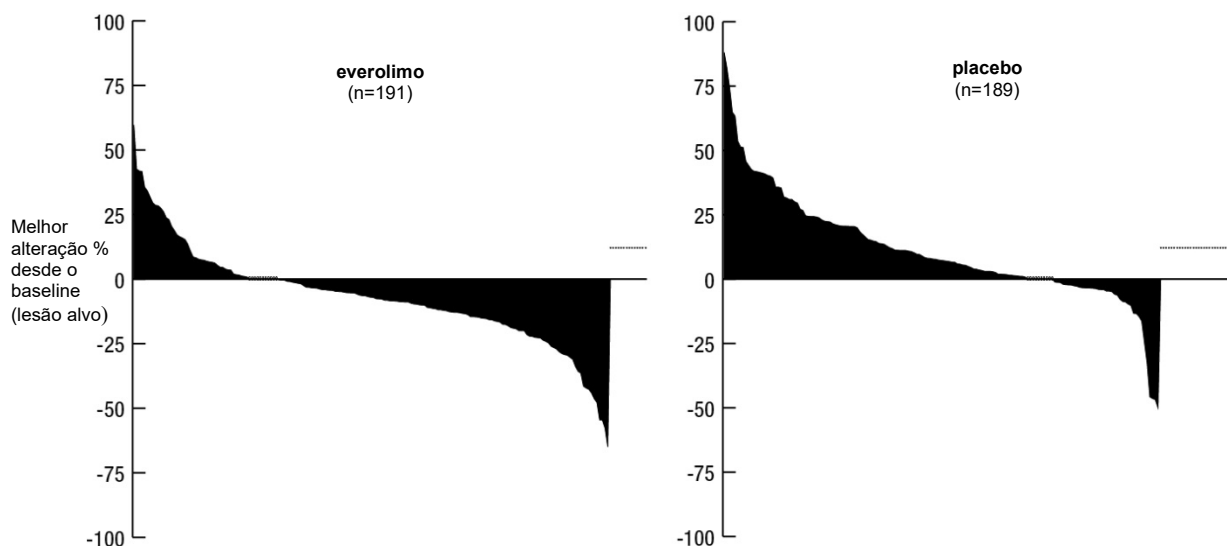 100
75
50
25
0
-25
-50
-75
-100
Melhor
alteração %
desde o
baseline
(lesão alvo)
everolimo
(n=191)
100
75
50
25
0
-25
-50
-75
-100
placebo
(n=189)